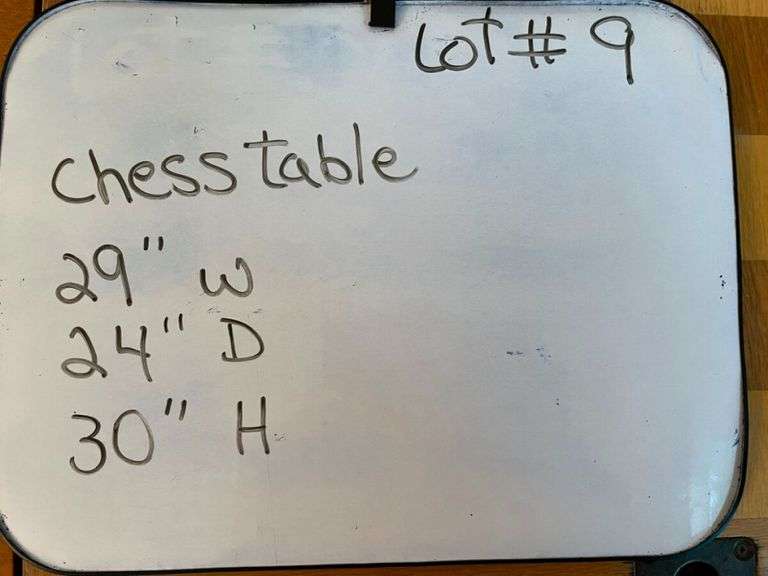 Lot # 9
Chess table
29" W
24" D
30" H